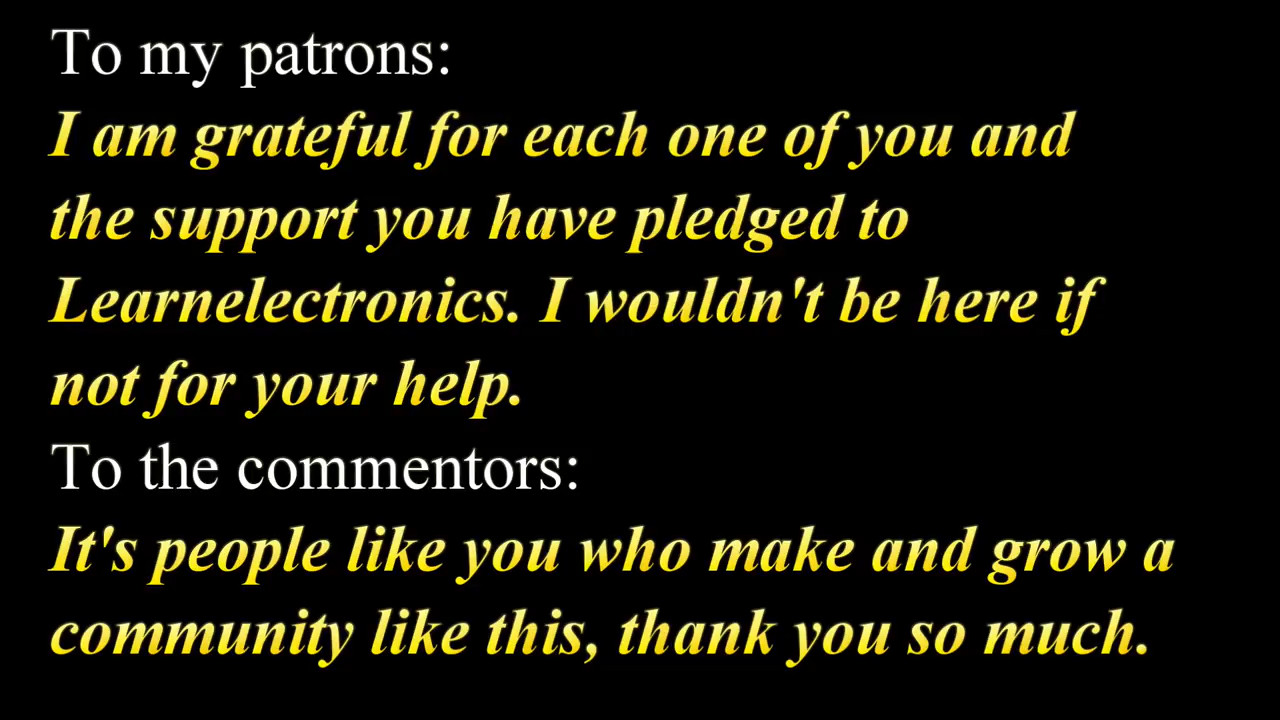 To my patrons:
I am grateful for each one of you and
the support you have pledged to
Learnelectronics. I wouldn't be here if
not for your help.
To the commentors:
It's people like you who make and grow a
community like this, thank you so much.